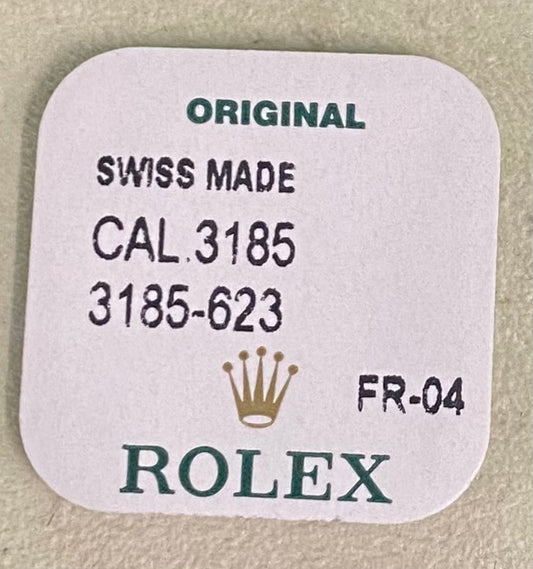 ORIGINAL
SWISS MADE
CAL.3185
3185-623
FR-04
ROLEX